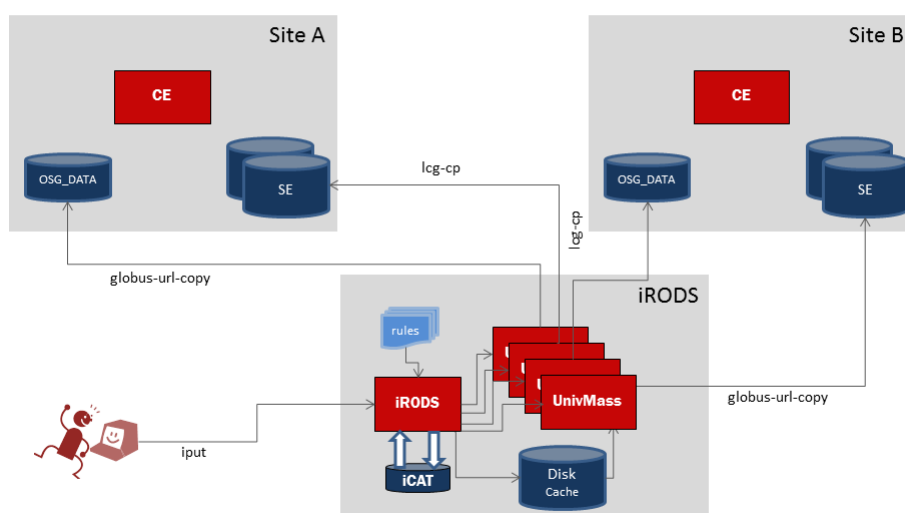 Site A
Site B
CE
CE
OSG_DATA
SE
lcg-cp
OSG_DATA
SE
lcg-cp
globus-url-copy
iRODS
rules
U
U
U
iRODS
UnivMass
globus-url-copy
iput
iCAT
Disk
Cache